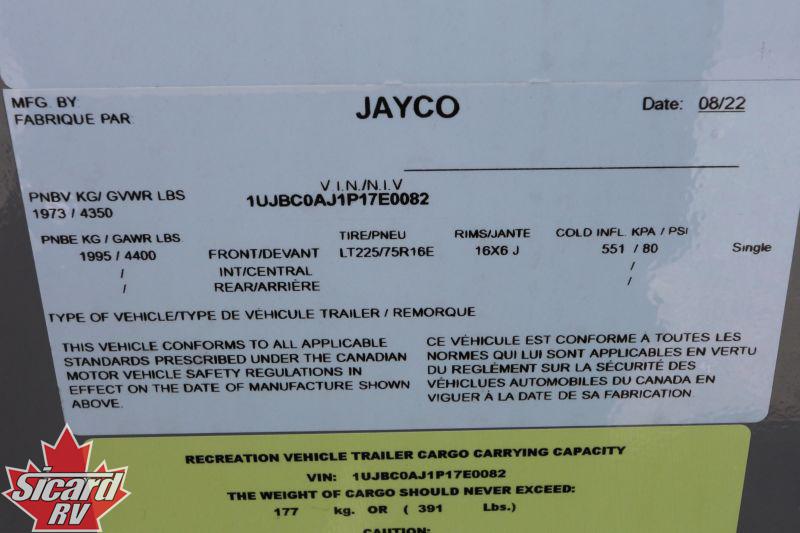 MFG. BY:
FABRIQUE PAR:
JAYCO
Date: 08/22
V.I.N./N.I.V
PNBV KG/ GVWR LBS
1UJBC0AJ1P17E0082
1973 / 4350
PNBE KG / GAWR LBS. TIRE/PNEU RIMS/JANTE COLD INFL. KPA / PSI
1995 / 4400 FRONT/DEVANT LT225/75R16E 16X6 J 551 / 80 Single
/ INT/CENTRAL /
/ REAR/ARRIÈRE /
TYPE OF VEHICLE/TYPE DE VÉHICULE TRAILER / REMORQUE
THIS VEHICLE CONFORMS TO ALL APPLICABLE
STANDARDS PRESCRIBED UNDER THE CANADIAN
MOTOR VEHICLE SAFETY REGULATIONS IN
EFFECT ON THE DATE OF MANUFACTURE SHOWN
ABOVE.
CE VÉHICULE EST CONFORME A TOUTES LES
NORMES QUI LUI SONT APPLICABLES EN VERTU
DU REGLÉMENT SUR LA SÉCURITÉ DES
VÉHICLUES AUTOMOBILES DU CANADA EN
VIGUER À LA DATE DE SA FABRICATION.
RECREATION VEHICLE TRAILER CARGO CARRYING CAPACITY
VIN: 1UJBC0AJ1P17E0082
THE WEIGHT OF CARGO SHOULD NEVER EXCEED:
177 kg. OR ( 391 Lbs.)
CAUTION:
Sicard
RV